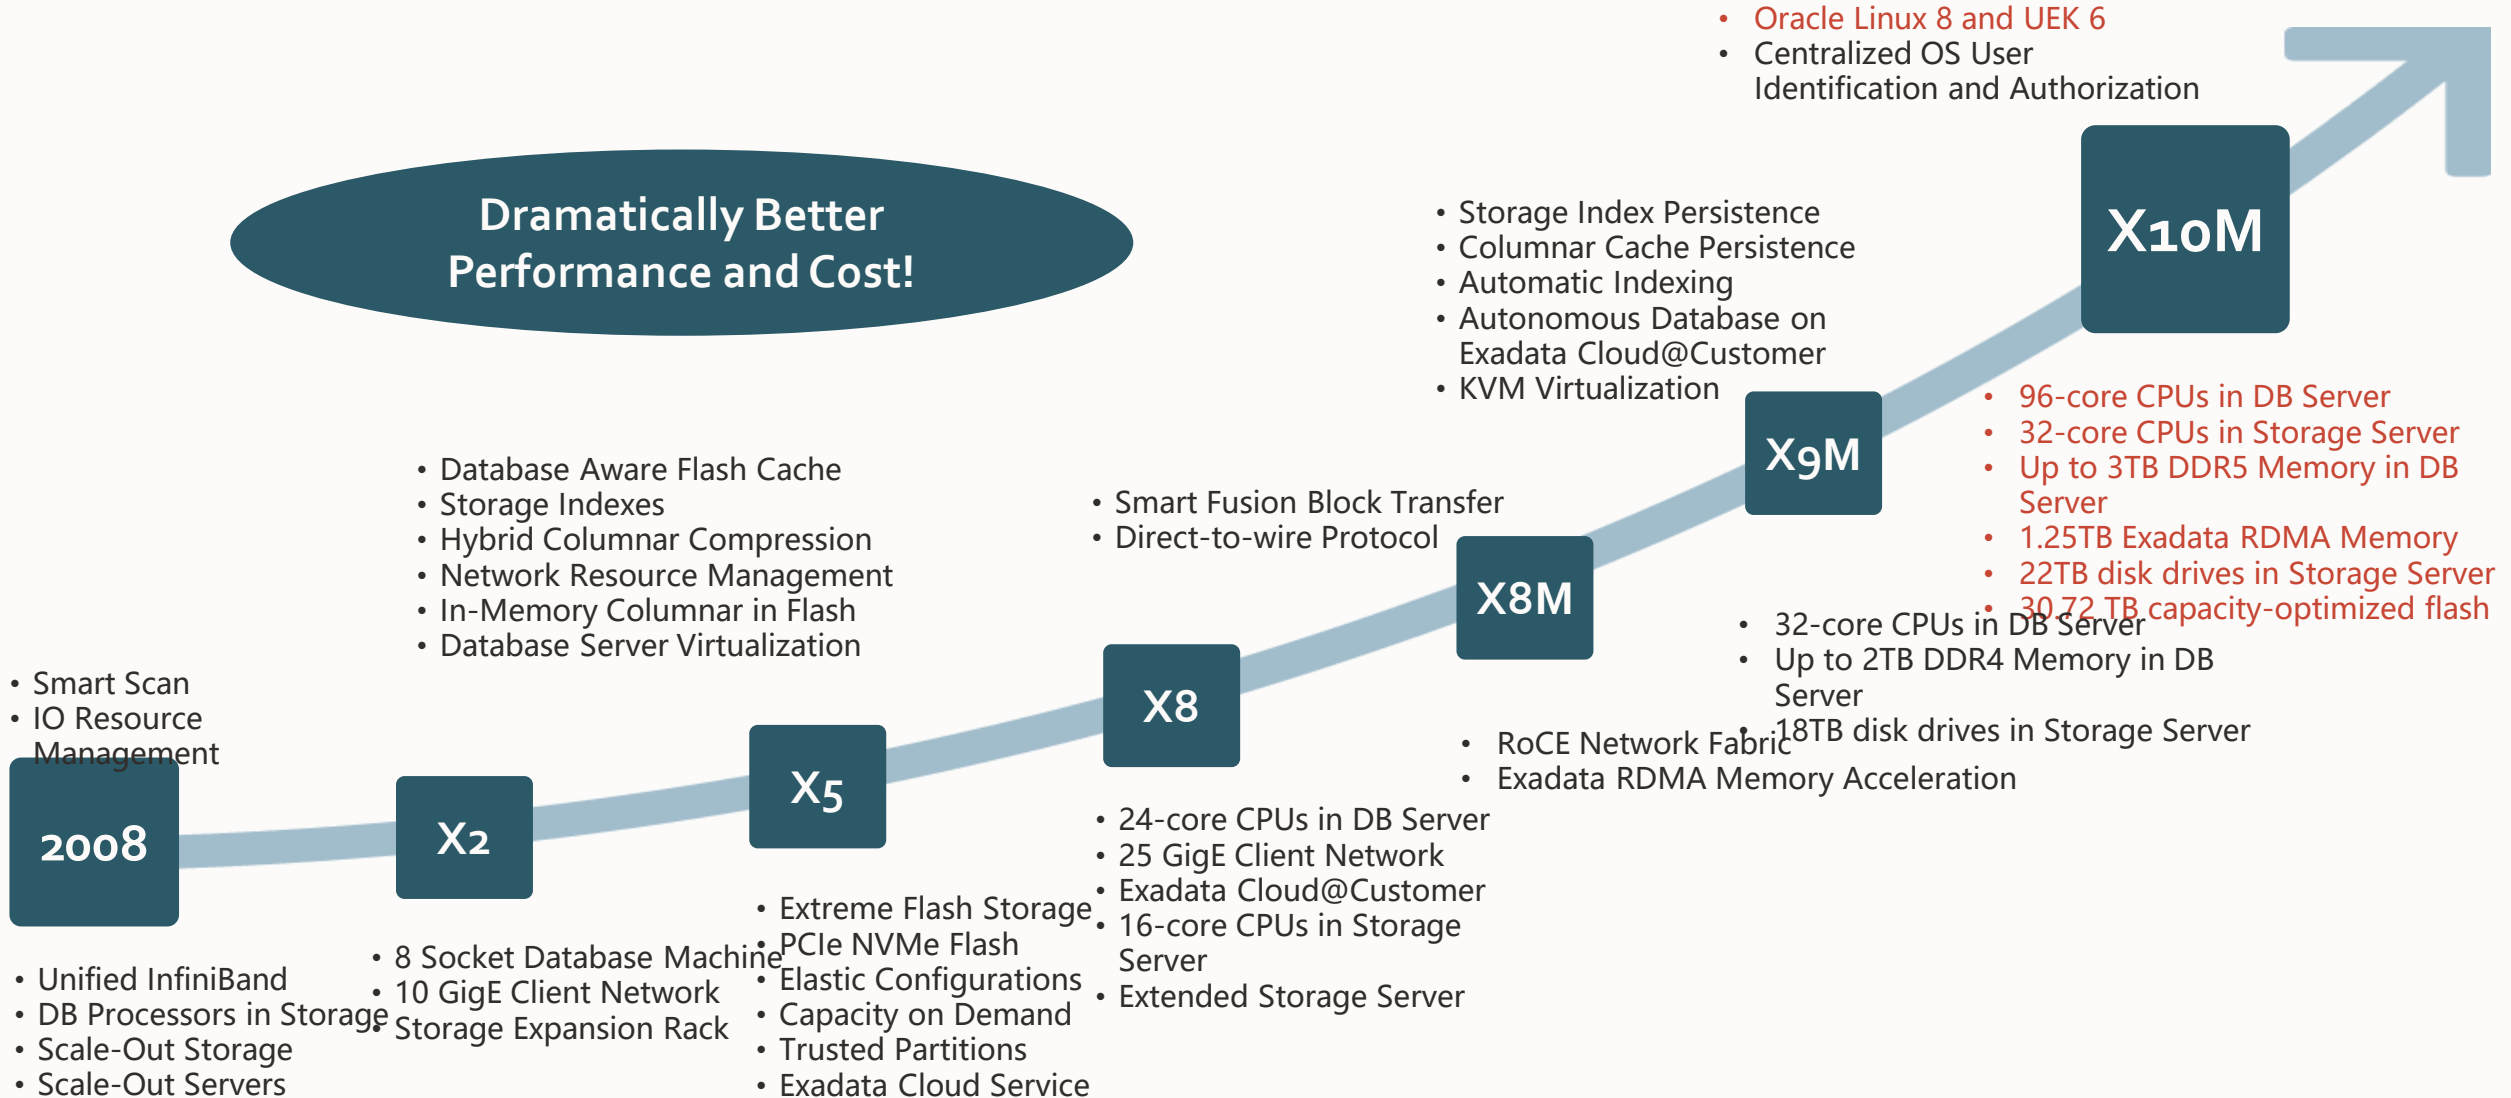 • Oracle Linux 8 and UEK 6
• Centralized OS User
Identification and Authorization
Dramatically Better
Performance and Cost!
X10M
• Storage Index Persistence
• Columnar Cache Persistence
• Automatic Indexing
• Autonomous Database on
Exadata Cloud@Customer
• KVM Virtualization
X9M
• 96-core CPUs in DB Server
• 32-core CPUs in Storage Server
• Up to 3TB DDR5 Memory in DB
Server
• 1.25TB Exadata RDMA Memory
• 22TB disk drives in Storage Server
• 30.72 TB capacity-optimized flash
• Database Aware Flash Cache
• Storage Indexes
• Hybrid Columnar Compression
• Network Resource Management
• In-Memory Columnar in Flash
• Database Server Virtualization
• Smart Fusion Block Transfer
• Direct-to-wire Protocol
X8M
• 32-core CPUs in DB Server
• Up to 2TB DDR4 Memory in DB
Server
• 18TB disk drives in Storage Server
• Smart Scan
• IO Resource
Management
X8
• RoCE Network Fabric
• Exadata RDMA Memory Acceleration
2008
X2
X5
• 24-core CPUs in DB Server
• 25 GigE Client Network
• Exadata Cloud@Customer
• 16-core CPUs in Storage
Server
• Extended Storage Server
• Unified InfiniBand
• DB Processors in Storage
• Scale-Out Storage
• Scale-Out Servers
• 8 Socket Database Machine
• 10 GigE Client Network
• Storage Expansion Rack
• Extreme Flash Storage
• PCIe NVMe Flash
• Elastic Configurations
• Capacity on Demand
• Trusted Partitions
• Exadata Cloud Service